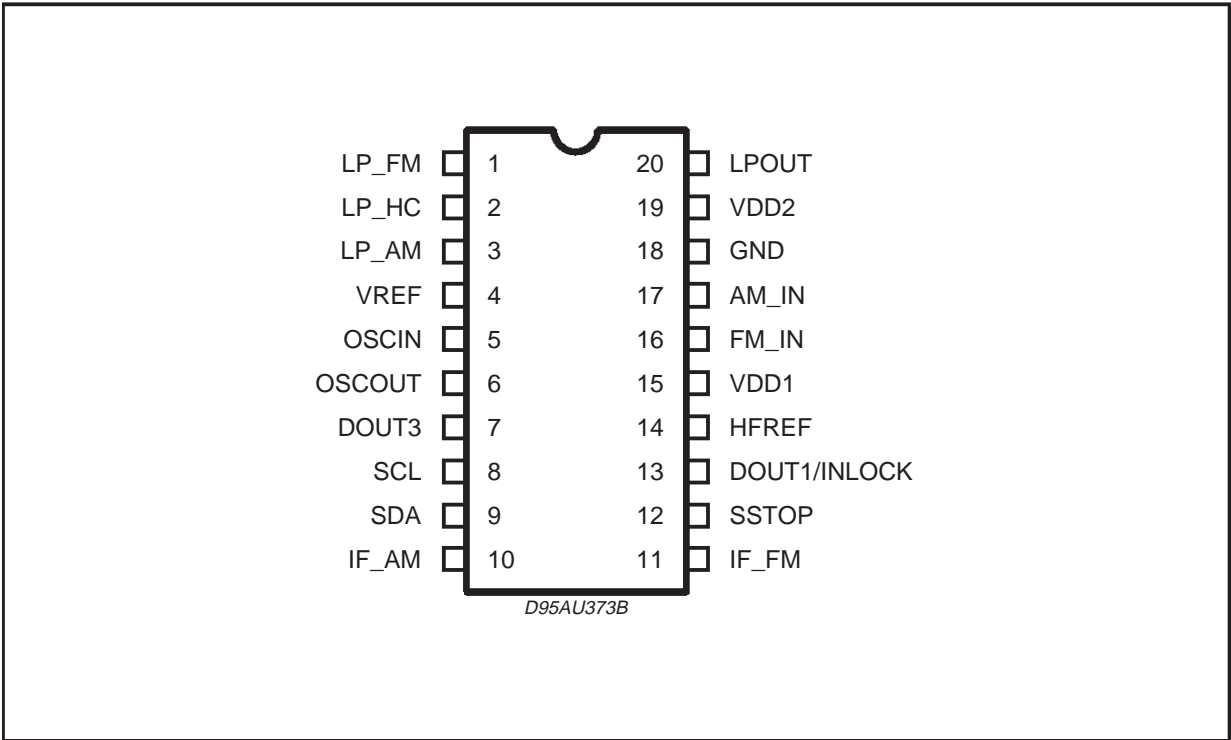 LP_FM 1 20 LPOUT
LP_HC 2 19 VDD2
LP_AM 3 18 GND
VREF 4 17 AM_IN
OSCIN 5 16 FM_IN
OSCOUT 6 15 VDD1
DOUT3 7 14 HFREF
SCL 8 13 DOUT1/INLOCK
SDA 9 12 SSTOP
IF_AM 10 11 IF_FM
D95AU373B